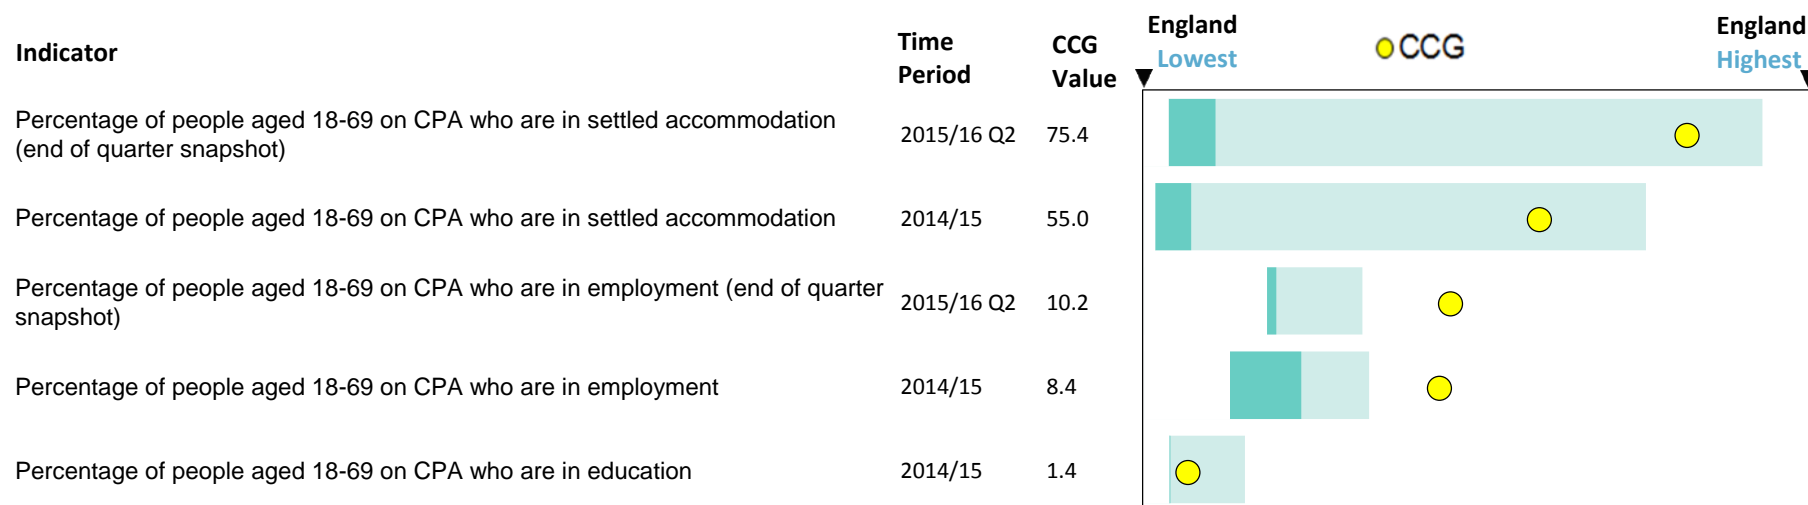 Indicator
Time
Period
CCG
Value
England
Lowest
CCG
England
Highest
Percentage of people aged 18-69 on CPA who are in settled accommodation
(end of quarter snapshot)
2015/16 Q2
75.4
Percentage of people aged 18-69 on CPA who are in settled accommodation
2014/15
55.0
Percentage of people aged 18-69 on CPA who are in employment (end of quarter
snapshot)
2015/16 Q2
10.2
Percentage of people aged 18-69 on CPA who are in employment
2014/15
8.4
Percentage of people aged 18-69 on CPA who are in education
2014/15
1.4